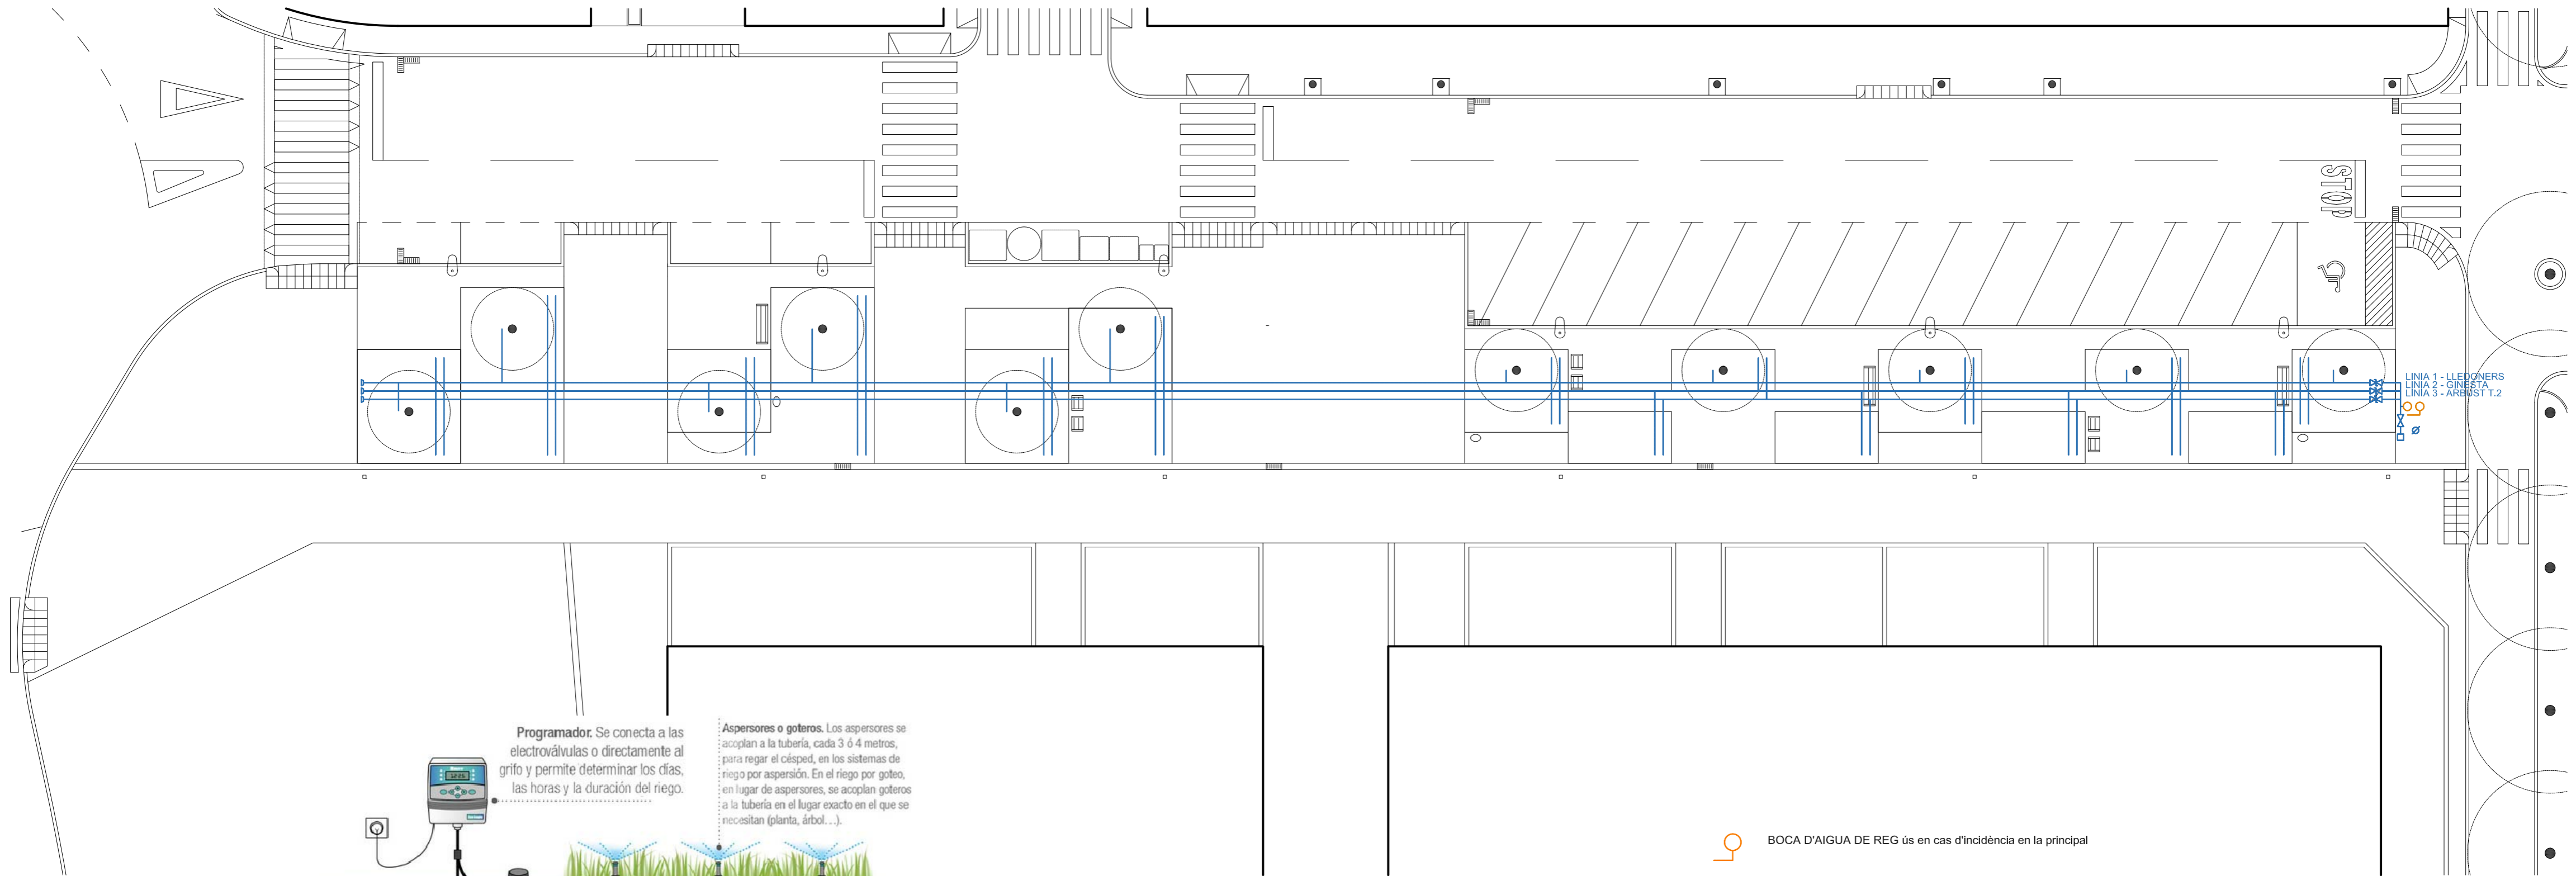 STOP
LINIA 1 - LLEDONERS
LINIA 2 - GINESTA
LINIA 3 - ARBUST T.2
Programador. Se conecta a las
electroválvulas o directamente al
grifo y permite determinar los días,
las horas y la duración del riego.
Aspersores o goteros. Los aspersores se
acoplan a la tubería, cada 3 ó 4 metros,
para regar el césped, en los sistemas de
riego por aspersión. En el riego por goteo,
en lugar de aspersores, se acoplan goteros
a la tubería en el lugar exacto en el que se
necesitan (planta, árbol…).
BOCA D'AIGUA DE REG ús en cas d'incidència en la principal